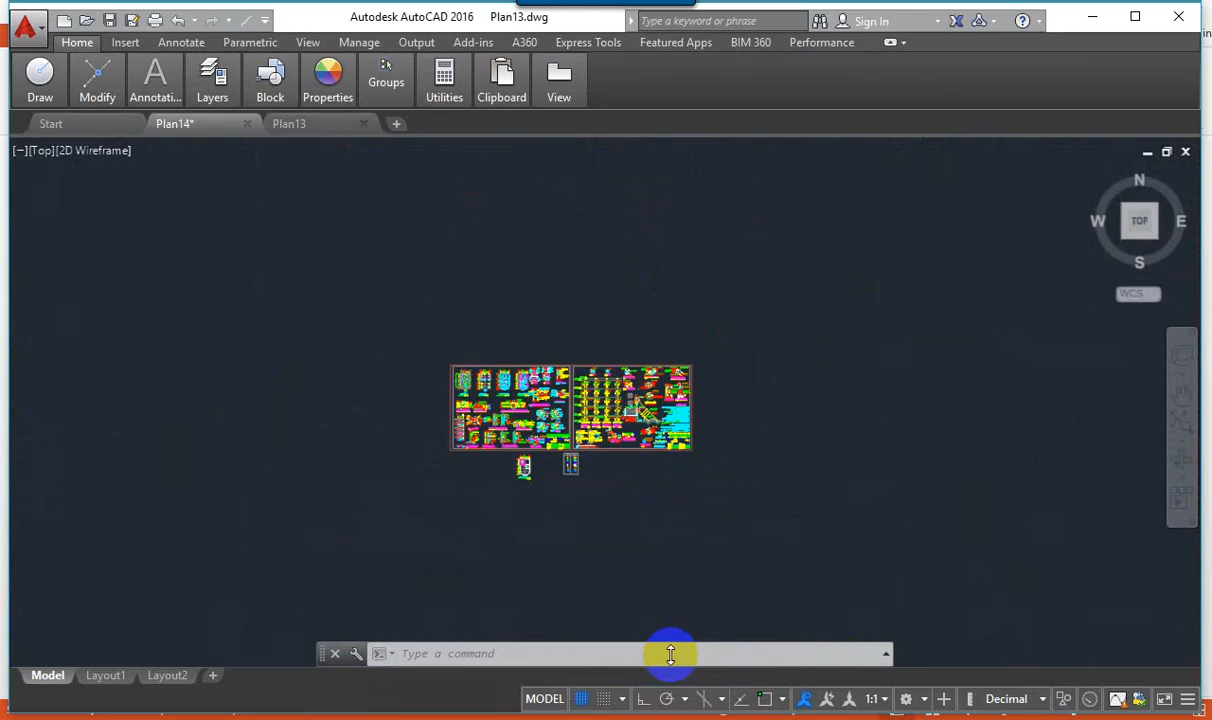 Autodesk AutoCAD 2016 Plan13.dwg Type a keyword or phrase Sign In
Home Insert Annotate Parametric View Manage Output Add-ins A360 Express Tools Featured Apps BIM 360 Performance
Draw Modify Annotati... Layers Block Properties Groups Utilities Clipboard View
Start Plan14* Plan13
[−][Top][2D Wireframe]
N
W TOP E
S
WCS
Type a command
Model Layout1 Layout2
MODEL 1:1 Decimal